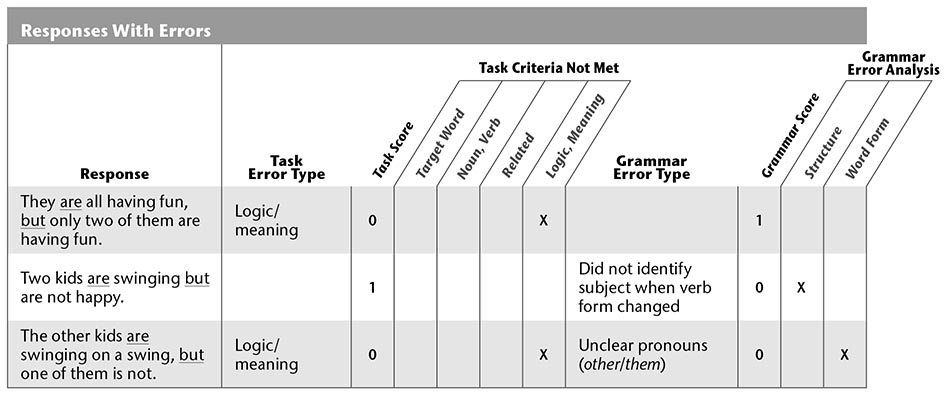 Responses With Errors
Task Criteria Not Met
Grammar
Error Analysis
Response
Task
Error Type
Task Score
Target Word
Noun, Verb
Related
Logic, Meaning
Grammar
Error Type
Grammar Score
Structure
Word Form
They are all having fun,
but only two of them are
having fun.
Logic/
meaning
0
X
1
Two kids are swinging but
are not happy.
1
Did not identify
subject when verb
form changed
0
X
The other kids are
swinging on a swing, but
one of them is not.
Logic/
meaning
0
X
Unclear pronouns
(other/them)
0
X